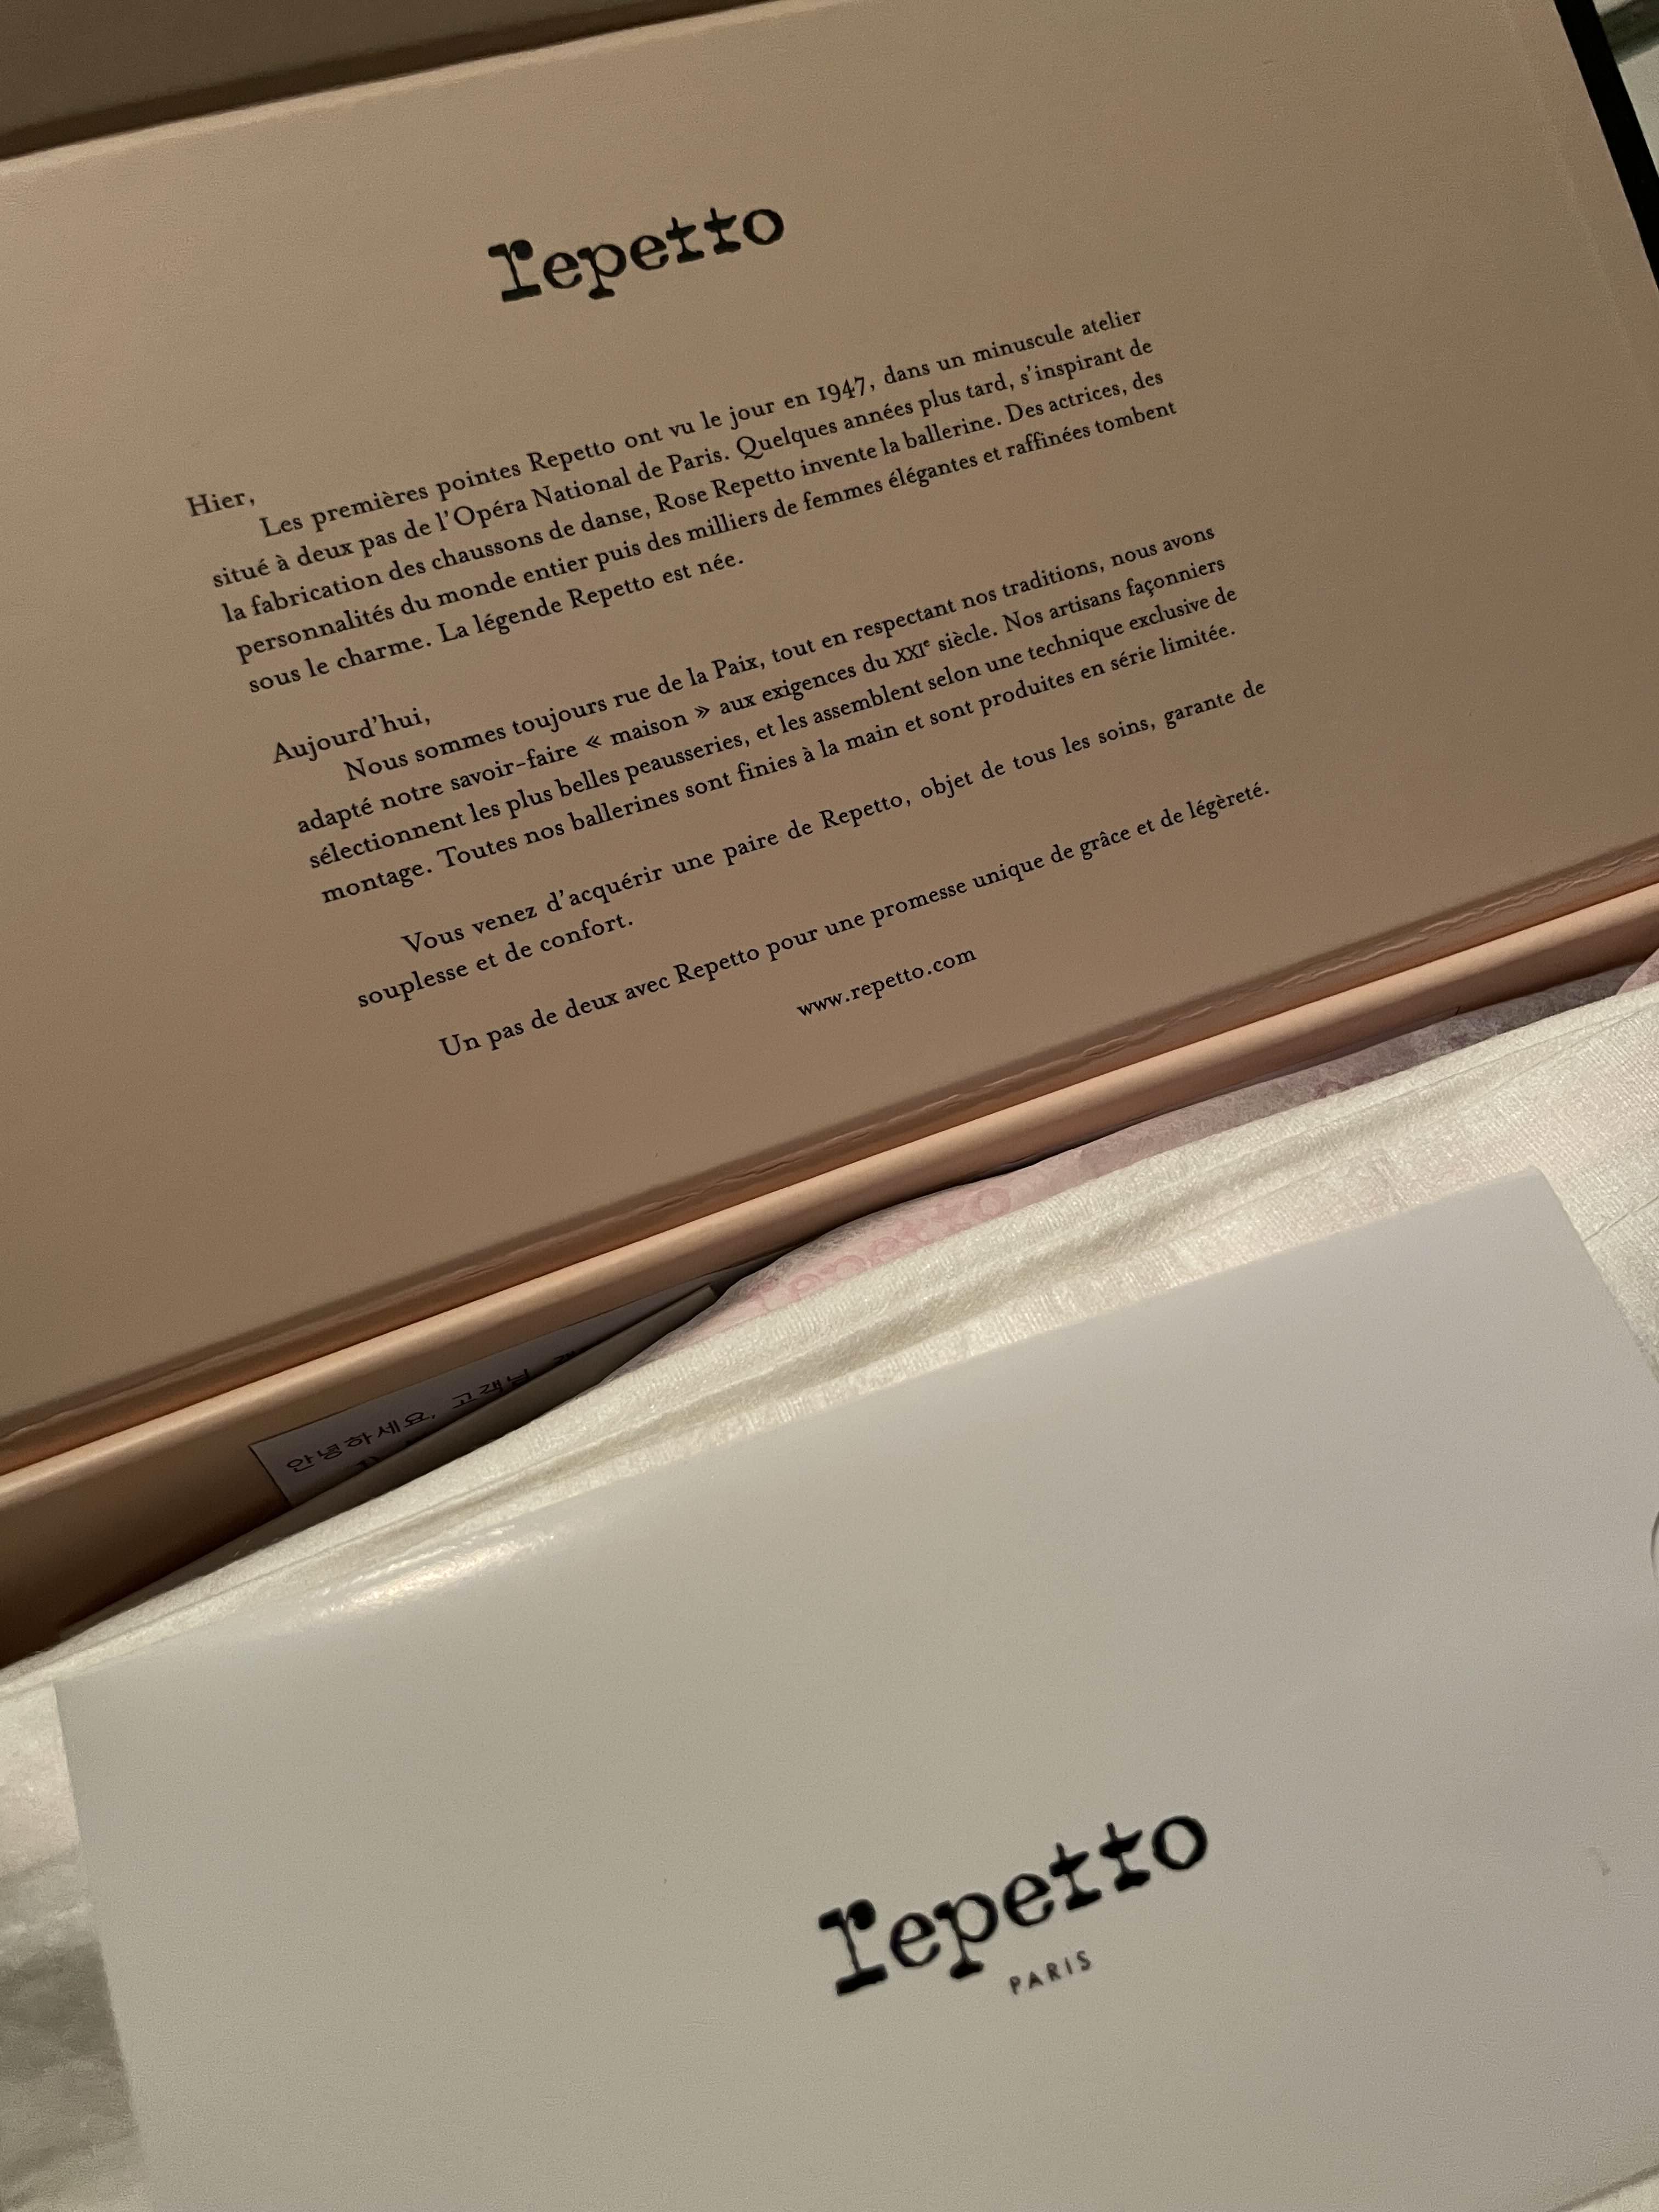 repetto
Hier,
Les premières pointes Repetto ont vu le jour en 1947, dans un minuscule atelier
situé à deux pas de l'Opéra National de Paris. Quelques années plus tard, s'inspirant de
la fabrication des chaussons de danse, Rose Repetto invente la ballerine. Des actrices, des
personnalités du monde entier puis des milliers de femmes élégantes et raffinées tombent
sous le charme. La légende Repetto est née.
Aujourd'hui,
Nous sommes toujours rue de la Paix, tout en respectant nos traditions, nous avons
adapté notre savoir-faire « maison » aux exigences du XXIe siècle. Nos artisans façonniers
sélectionnent les plus belles peausseries, et les assemblent selon une technique exclusive de
montage. Toutes nos ballerines sont finies à la main et sont produites en série limitée.
Vous venez d'acquérir une paire de Repetto, objet de tous les soins, garante de
souplesse et de confort.
Un pas de deux avec Repetto pour une promesse unique de grâce et de légèreté.
www.repetto.com
repetto
안녕하세요, 고객님
repetto
PARIS